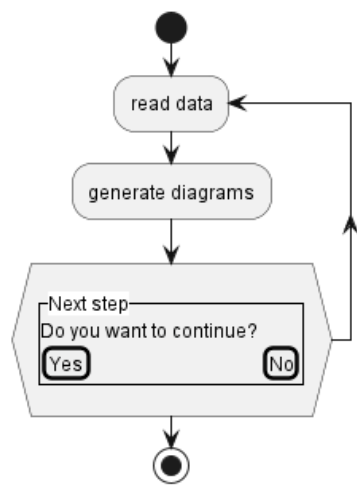 read data
generate diagrams
Next step
Do you want to continue?
Yes No